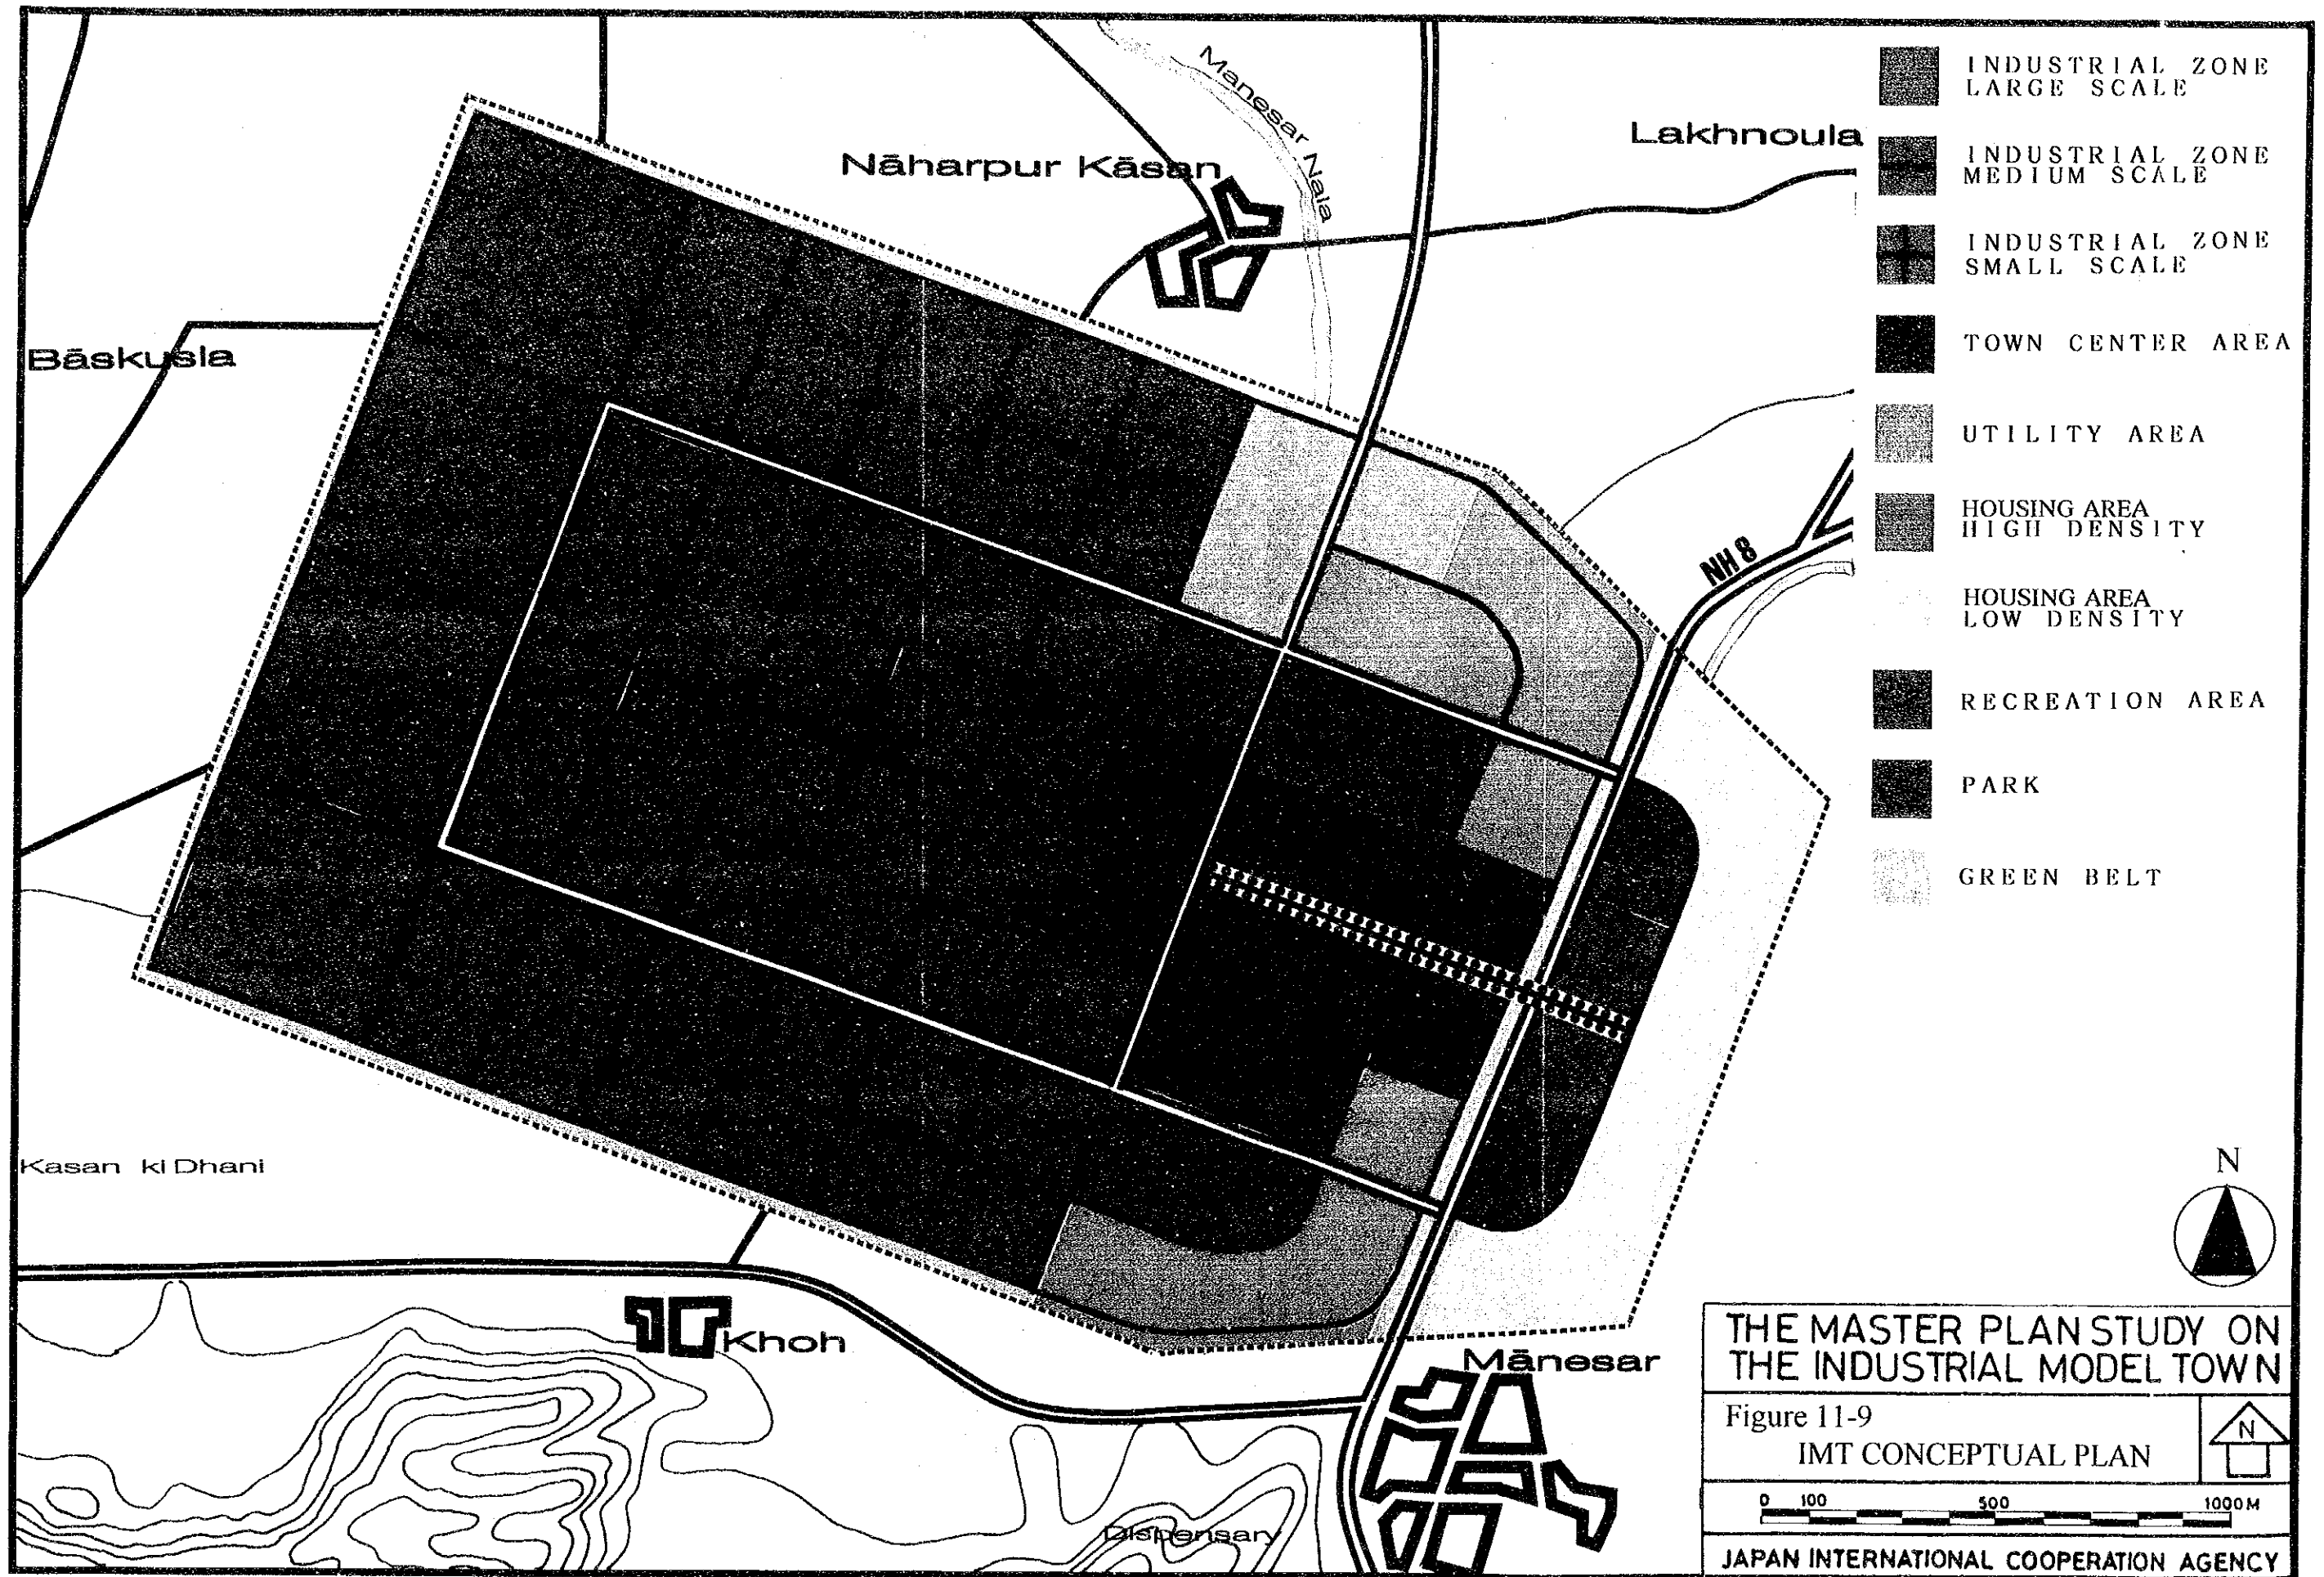 Manesar Nala
Nāharpur Kāsan
Lakhnoula
Bāskusla
NH 8
Kasan ki Dhani
Khoh
Mānesar
Dispensary
INDUSTRIAL ZONE
LARGE SCALE
INDUSTRIAL ZONE
MEDIUM SCALE
INDUSTRIAL ZONE
SMALL SCALE
TOWN CENTER AREA
UTILITY AREA
HOUSING AREA
HIGH DENSITY
HOUSING AREA
LOW DENSITY
RECREATION AREA
PARK
GREEN BELT
N
THE MASTER PLAN STUDY ON
THE INDUSTRIAL MODEL TOWN
Figure 11-9
IMT CONCEPTUAL PLAN
N
0 100 500 1000M
JAPAN INTERNATIONAL COOPERATION AGENCY